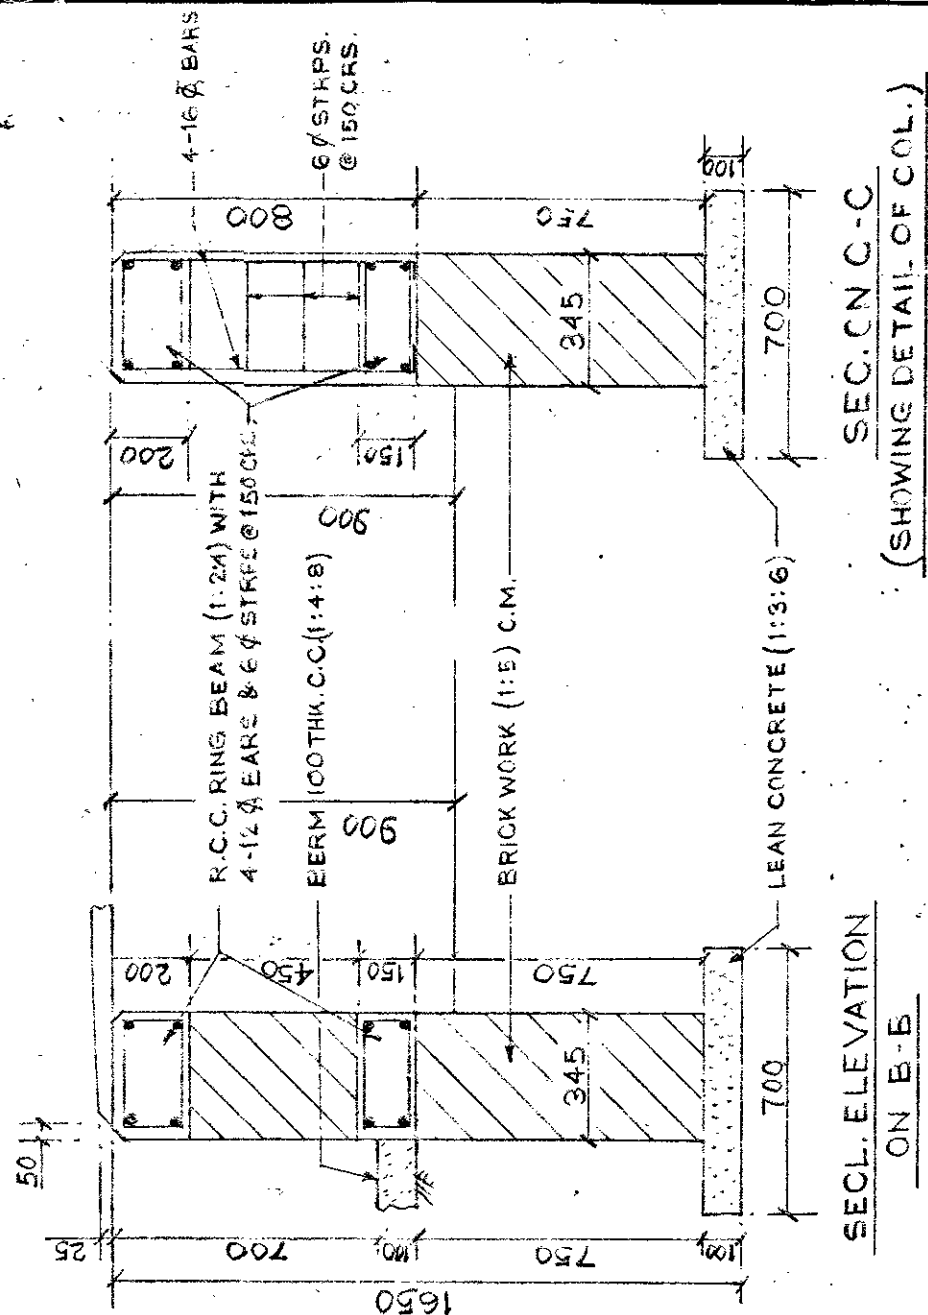 4-16 Ø BARS
6 Ø STRPS.
@ 150 CRS.
800
750
100
345
700
200
150
900
SEC.CN C-C
(SHOWING DETAIL OF COL.)
R.C.C. RING BEAM (1:2:4) WITH
4-12 Ø BARS & 6 Ø STRPS @ 150 CRS.
BERM 100 THK. C.C. (1:4:8)
BRICK WORK (1:5) C.M.
LEAN CONCRETE (1:3:6)
900
200
450
150
750
345
700
50
25
700
100
750
100
1650
SECL. ELEVATION
ON B-B